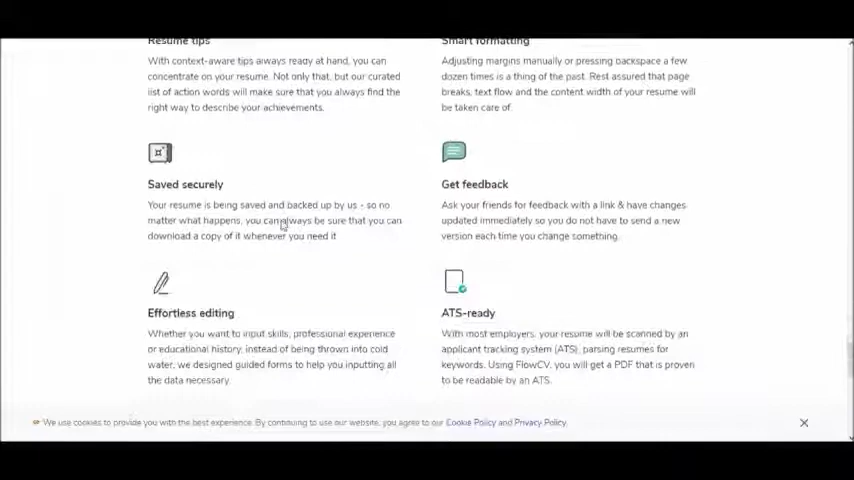 Resume tips
With context-aware tips always ready at hand, you can
concentrate on your resume. Not only that, but our curated
list of action words will make sure that you always find the
right way to describe your achievements.
Smart formatting
Adjusting margins manually or pressing backspace a few
dozen times is a thing of the past. Rest assured that page
breaks, text flow and the content width of your resume will
be taken care of.
Saved securely
Your resume is being saved and backed up by us - so no
matter what happens, you can always be sure that you can
download a copy of it whenever you need it
Get feedback
Ask your friends for feedback with a link & have changes
updated immediately so you do not have to send a new
version each time you change something.
Effortless editing
Whether you want to input skills, professional experience
or educational history, instead of being thrown into cold
water, we designed guided forms to help you inputting all
the data necessary.
ATS-ready
With most employers, your resume will be scanned by an
applicant tracking system (ATS), parsing resumes for
keywords. Using FlowCV, you will get a PDF that is proven
to be readable by an ATS.
We use cookies to provide you with the best experience. By continuing to use our website, you agree to our Cookie Policy and Privacy Policy.